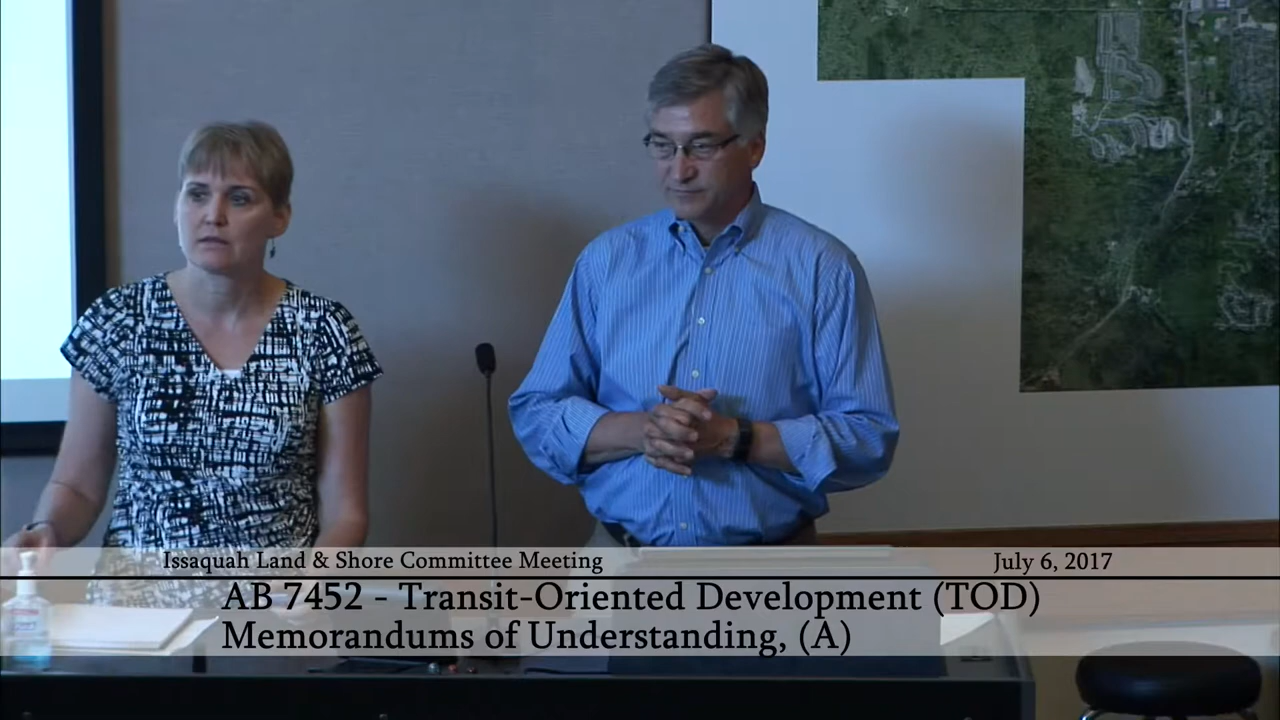 Issaquah Land & Shore Committee Meeting July 6, 2017
AB 7452 - Transit-Oriented Development (TOD)
Memorandums of Understanding, (A)